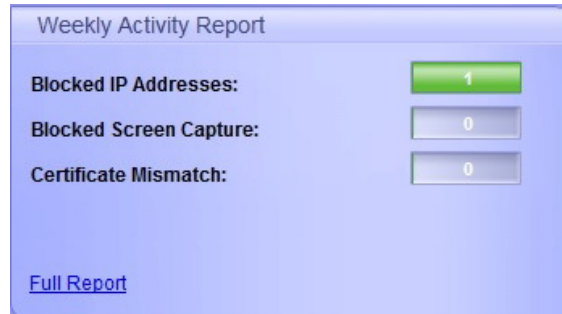 Weekly Activity Report
Blocked IP Addresses: 1
Blocked Screen Capture: 0
Certificate Mismatch: 0
Full Report